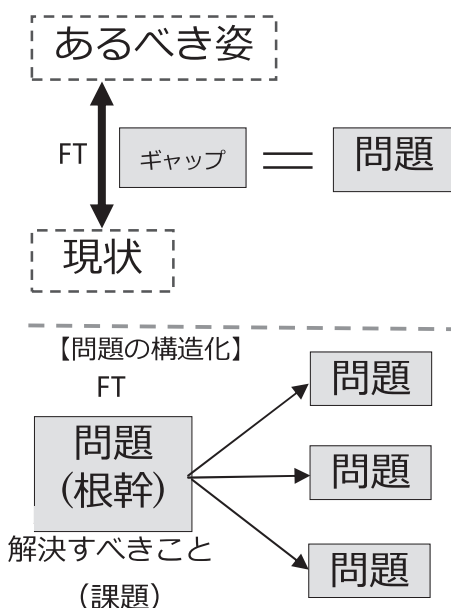 あるべき姿
FT
ギャップ
＝
問題
現状
【問題の構造化】
FT
問題
(根幹)
解決すべきこと
(課題)
問題
問題
問題